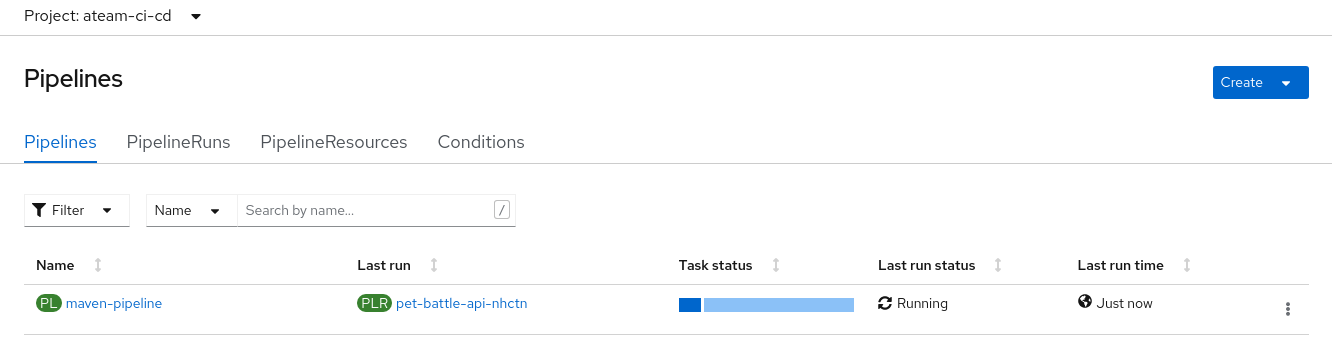 Project: ateam-ci-cd
Pipelines
Create
Pipelines PipelineRuns PipelineResources Conditions
Filter Name Search by name... /
Name Last run Task status Last run status Last run time
PL maven-pipeline PLR pet-battle-api-nhctn Running Just now